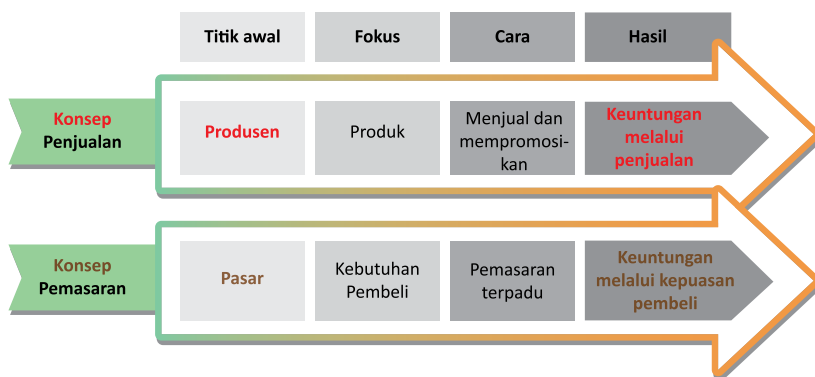 Titik awal
Fokus
Cara
Hasil
Konsep
Penjualan
Produsen
Produk
Menjual dan
mempromosi-
kan
Keuntungan
melalui
penjualan
Konsep
Pemasaran
Pasar
Kebutuhan
Pembeli
Pemasaran
terpadu
Keuntungan
melalui kepuasan
pembeli